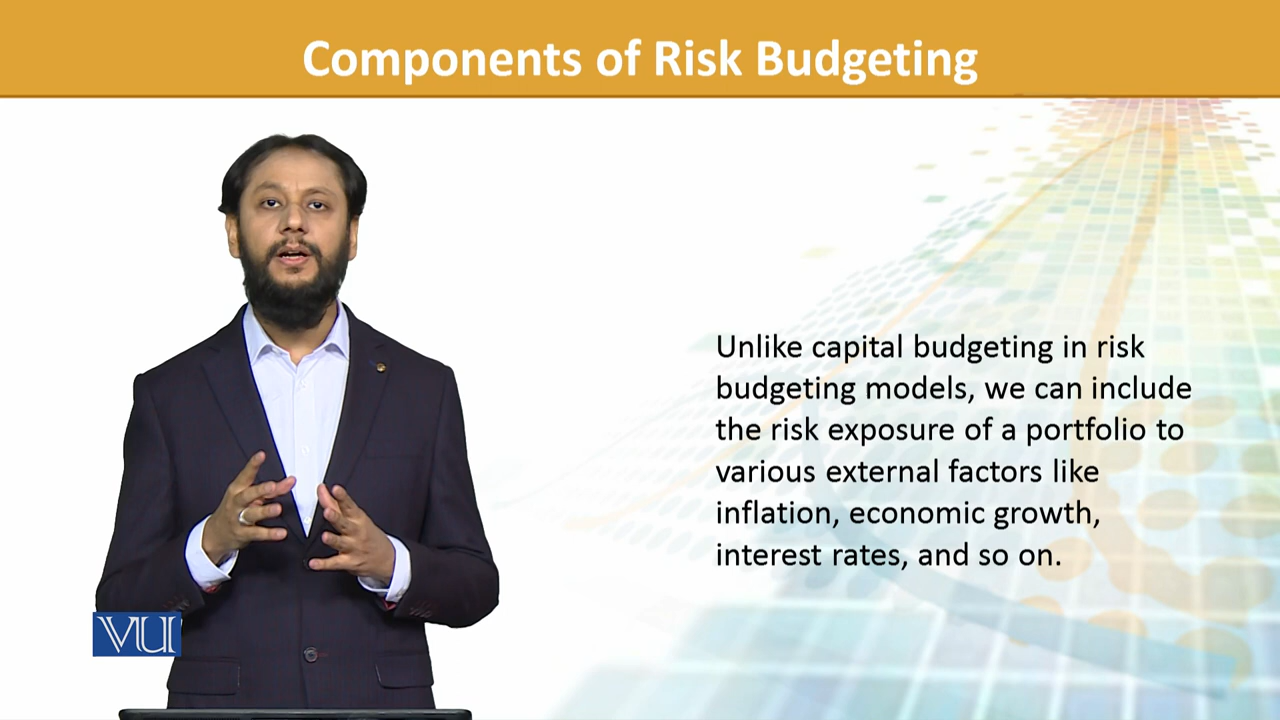 Components of Risk Budgeting
Unlike capital budgeting in risk
budgeting models, we can include
the risk exposure of a portfolio to
various external factors like
inflation, economic growth,
interest rates, and so on.
VU